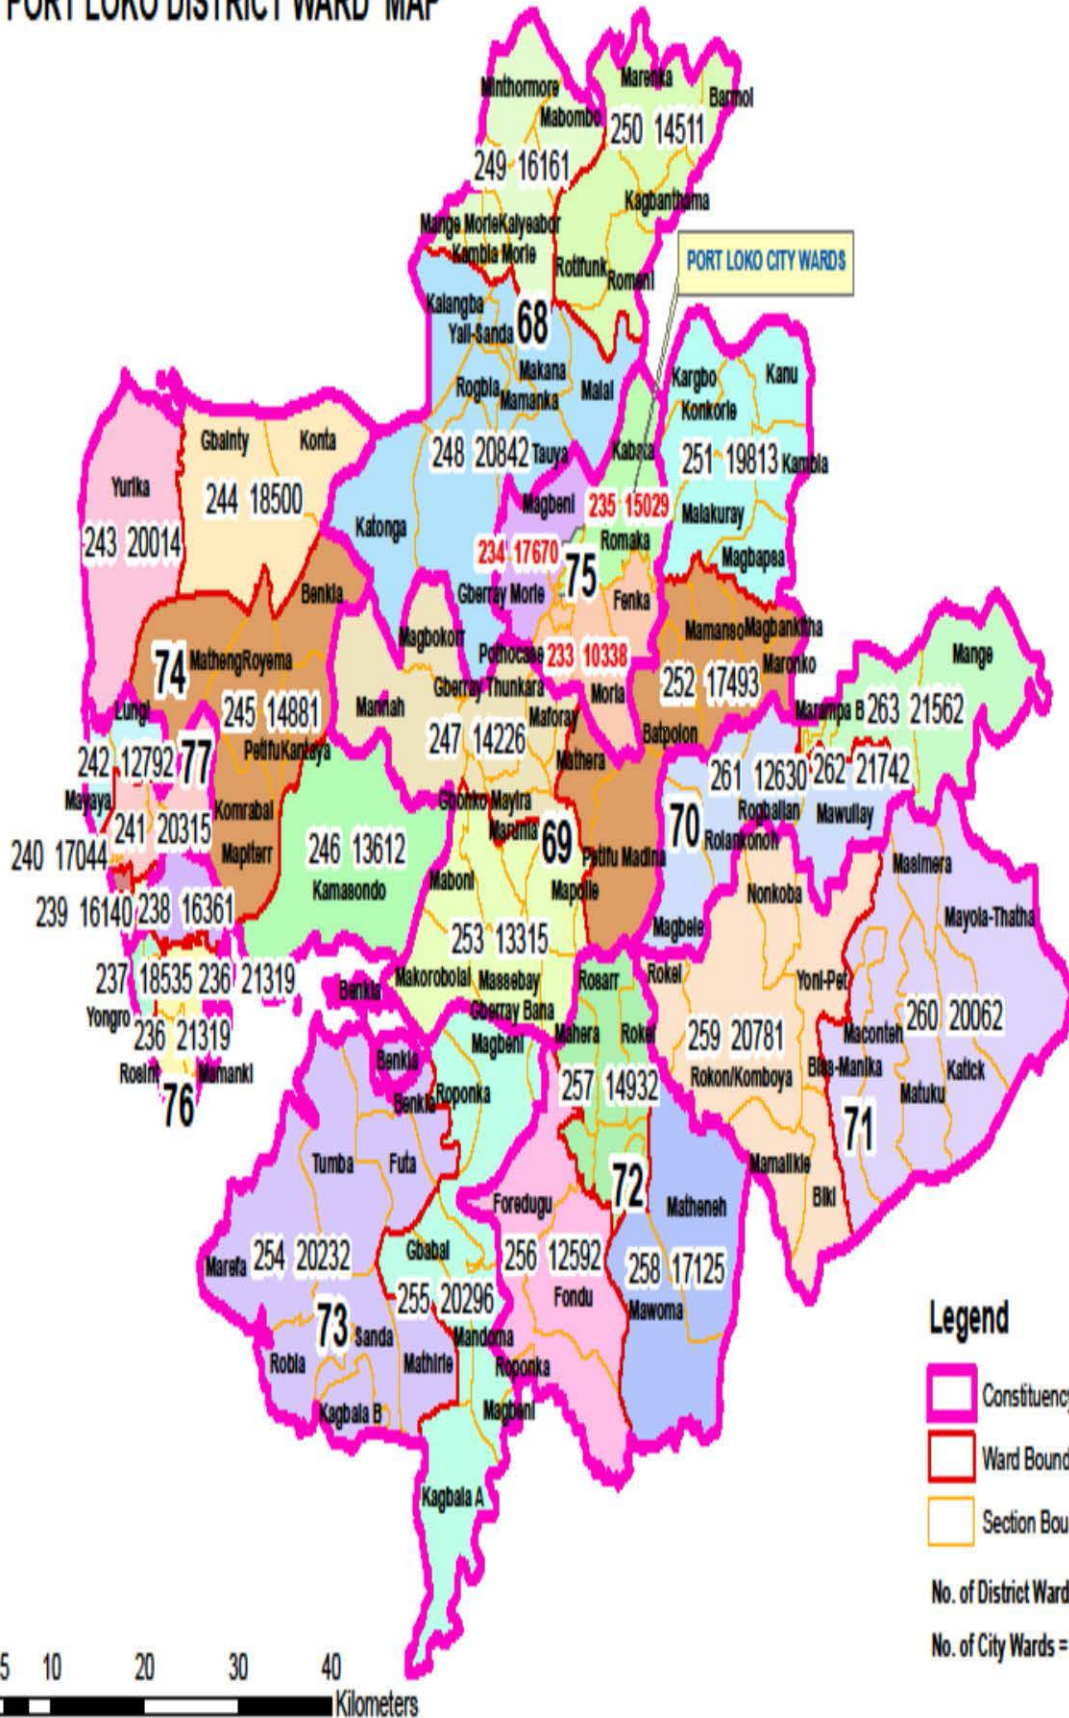 PORT LOKO DISTRICT WARD MAP
Minthormore
Marenka
Barmoi
Mabombo
250 14511
249 16161
Kagbanthama
Mange Morie
Kalyeabor
Kambia Morie
Rotifunk
Romeni
PORT LOKO CITY WARDS
Kalangba
Yali-Sanda
68
Makana
Rogbla
Mamanka
Malal
Kargbo
Kanu
Konkorie
248 20842
Tauya
Kabata
251 19813
Kambia
Gbainty
Konta
244 18500
Yurika
243 20014
Katonga
Magbeni
235 15029
Malakuray
Romaka
234 17670
75
Magbapsa
Benkia
Gberray Morie
Fenka
Magbokorr
Pothocase
233 10338
Mamanso
Magbankitha
Maronko
252 17493
74
Matheng
Royema
245 14881
Mannah
Gberray Thunkara
Maforay
Morla
Batpolon
Marampa B
263 21562
Mange
247 14226
Lungi
242 12792
77
Petifu
Kantaya
Mathera
261 12630
262 21742
Mayaya
241 20315
Komrabai
Gbonko Mayira
Marunia
69
70
Rogballan
Mawullay
Rolankonoh
240 17044
Mapiterr
246 13612
Kamasondo
Petifu Madina
Masimera
Maboni
Mapolie
Nonkoba
239 16140
238 16361
Mayola-Thatha
253 13315
Magbele
237 18535
236 21319
Benkia
Makorobolai
Massebay
Rosarr
Rokel
Yoni-Pet
Yongro
Gberray Bana
236 21319
Mahera
Rokel
259 20781
Maconteh
260 20062
Rosint
Mamanki
Benkia
Magbeni
Rokon/Komboya
Bisa-Manika
Katick
76
Roponka
257 14932
Matuku
Benkia
71
Tumba
Futa
Mamalikie
72
Foredugu
Matheneh
Biki
Marefa
254 20232
Gbabai
256 12592
258 17125
255 20296
Fondu
Mawoma
73
Sanda
Mandoma
Robia
Mathirie
Roponka
Kagbala B
Magbeni
Kagbala A
Legend
Constituency
Ward Bound
Section Bou
No. of District Ward
No. of City Wards =
5 10 20 30 40
Kilometers